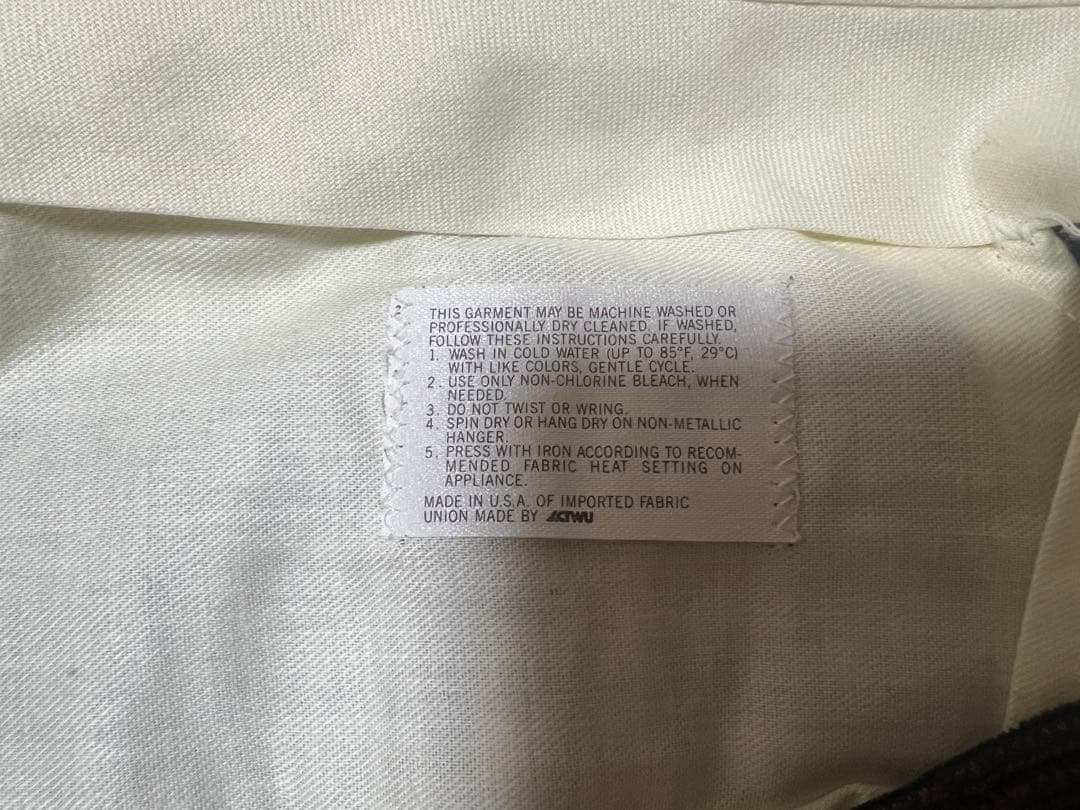 2
THIS GARMENT MAY BE MACHINE WASHED OR
PROFESSIONALLY DRY CLEANED. IF WASHED,
FOLLOW THESE INSTRUCTIONS CAREFULLY.
1. WASH IN COLD WATER (UP TO 85°F, 29°C)
WITH LIKE COLORS, GENTLE CYCLE.
2. USE ONLY NON-CHLORINE BLEACH, WHEN
NEEDED.
3. DO NOT TWIST OR WRING.
4. SPIN DRY OR HANG DRY ON NON-METALLIC
HANGER.
5. PRESS WITH IRON ACCORDING TO RECOM-
MENDED FABRIC HEAT SETTING ON
APPLIANCE.
MADE IN U.S.A. OF IMPORTED FABRIC
UNION MADE BY ACTWU